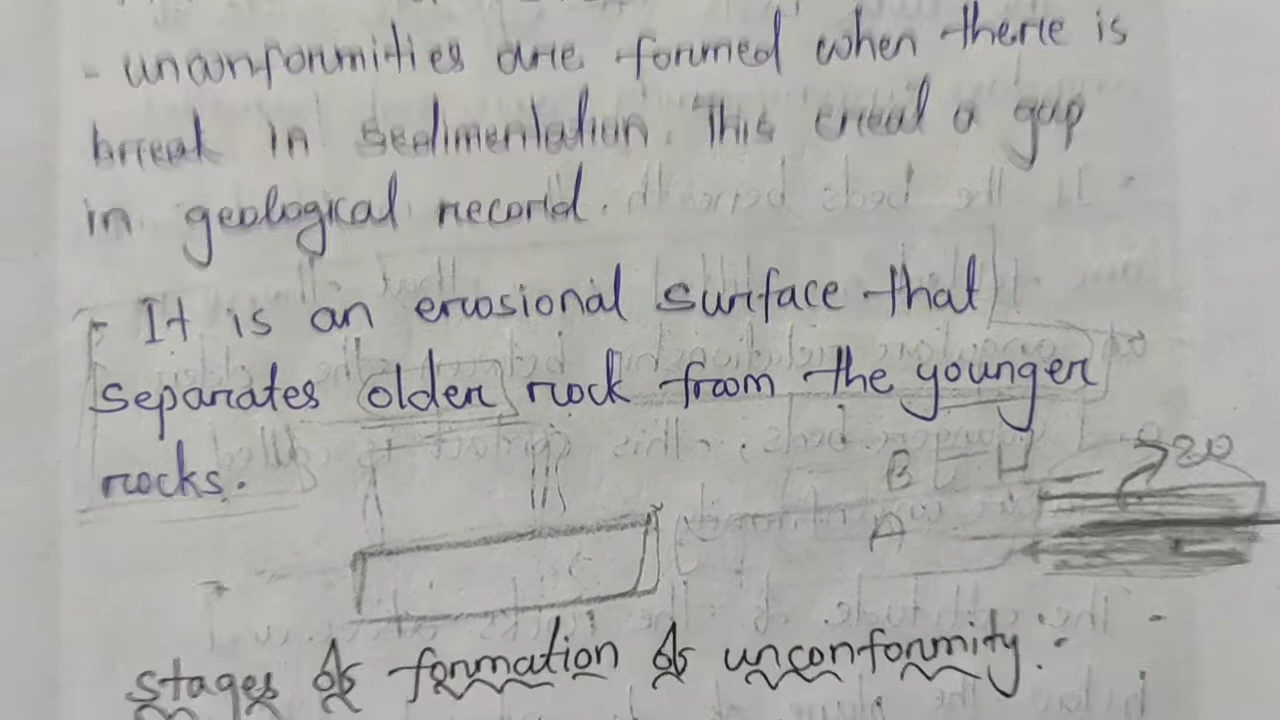 - unconformities are formed when there is
break in sedimentation. This creat a gap
in geological record.
- It is an erosional surface that
separates older rock from the younger
rocks.
B
A
20
stages of formation of unconformity :-